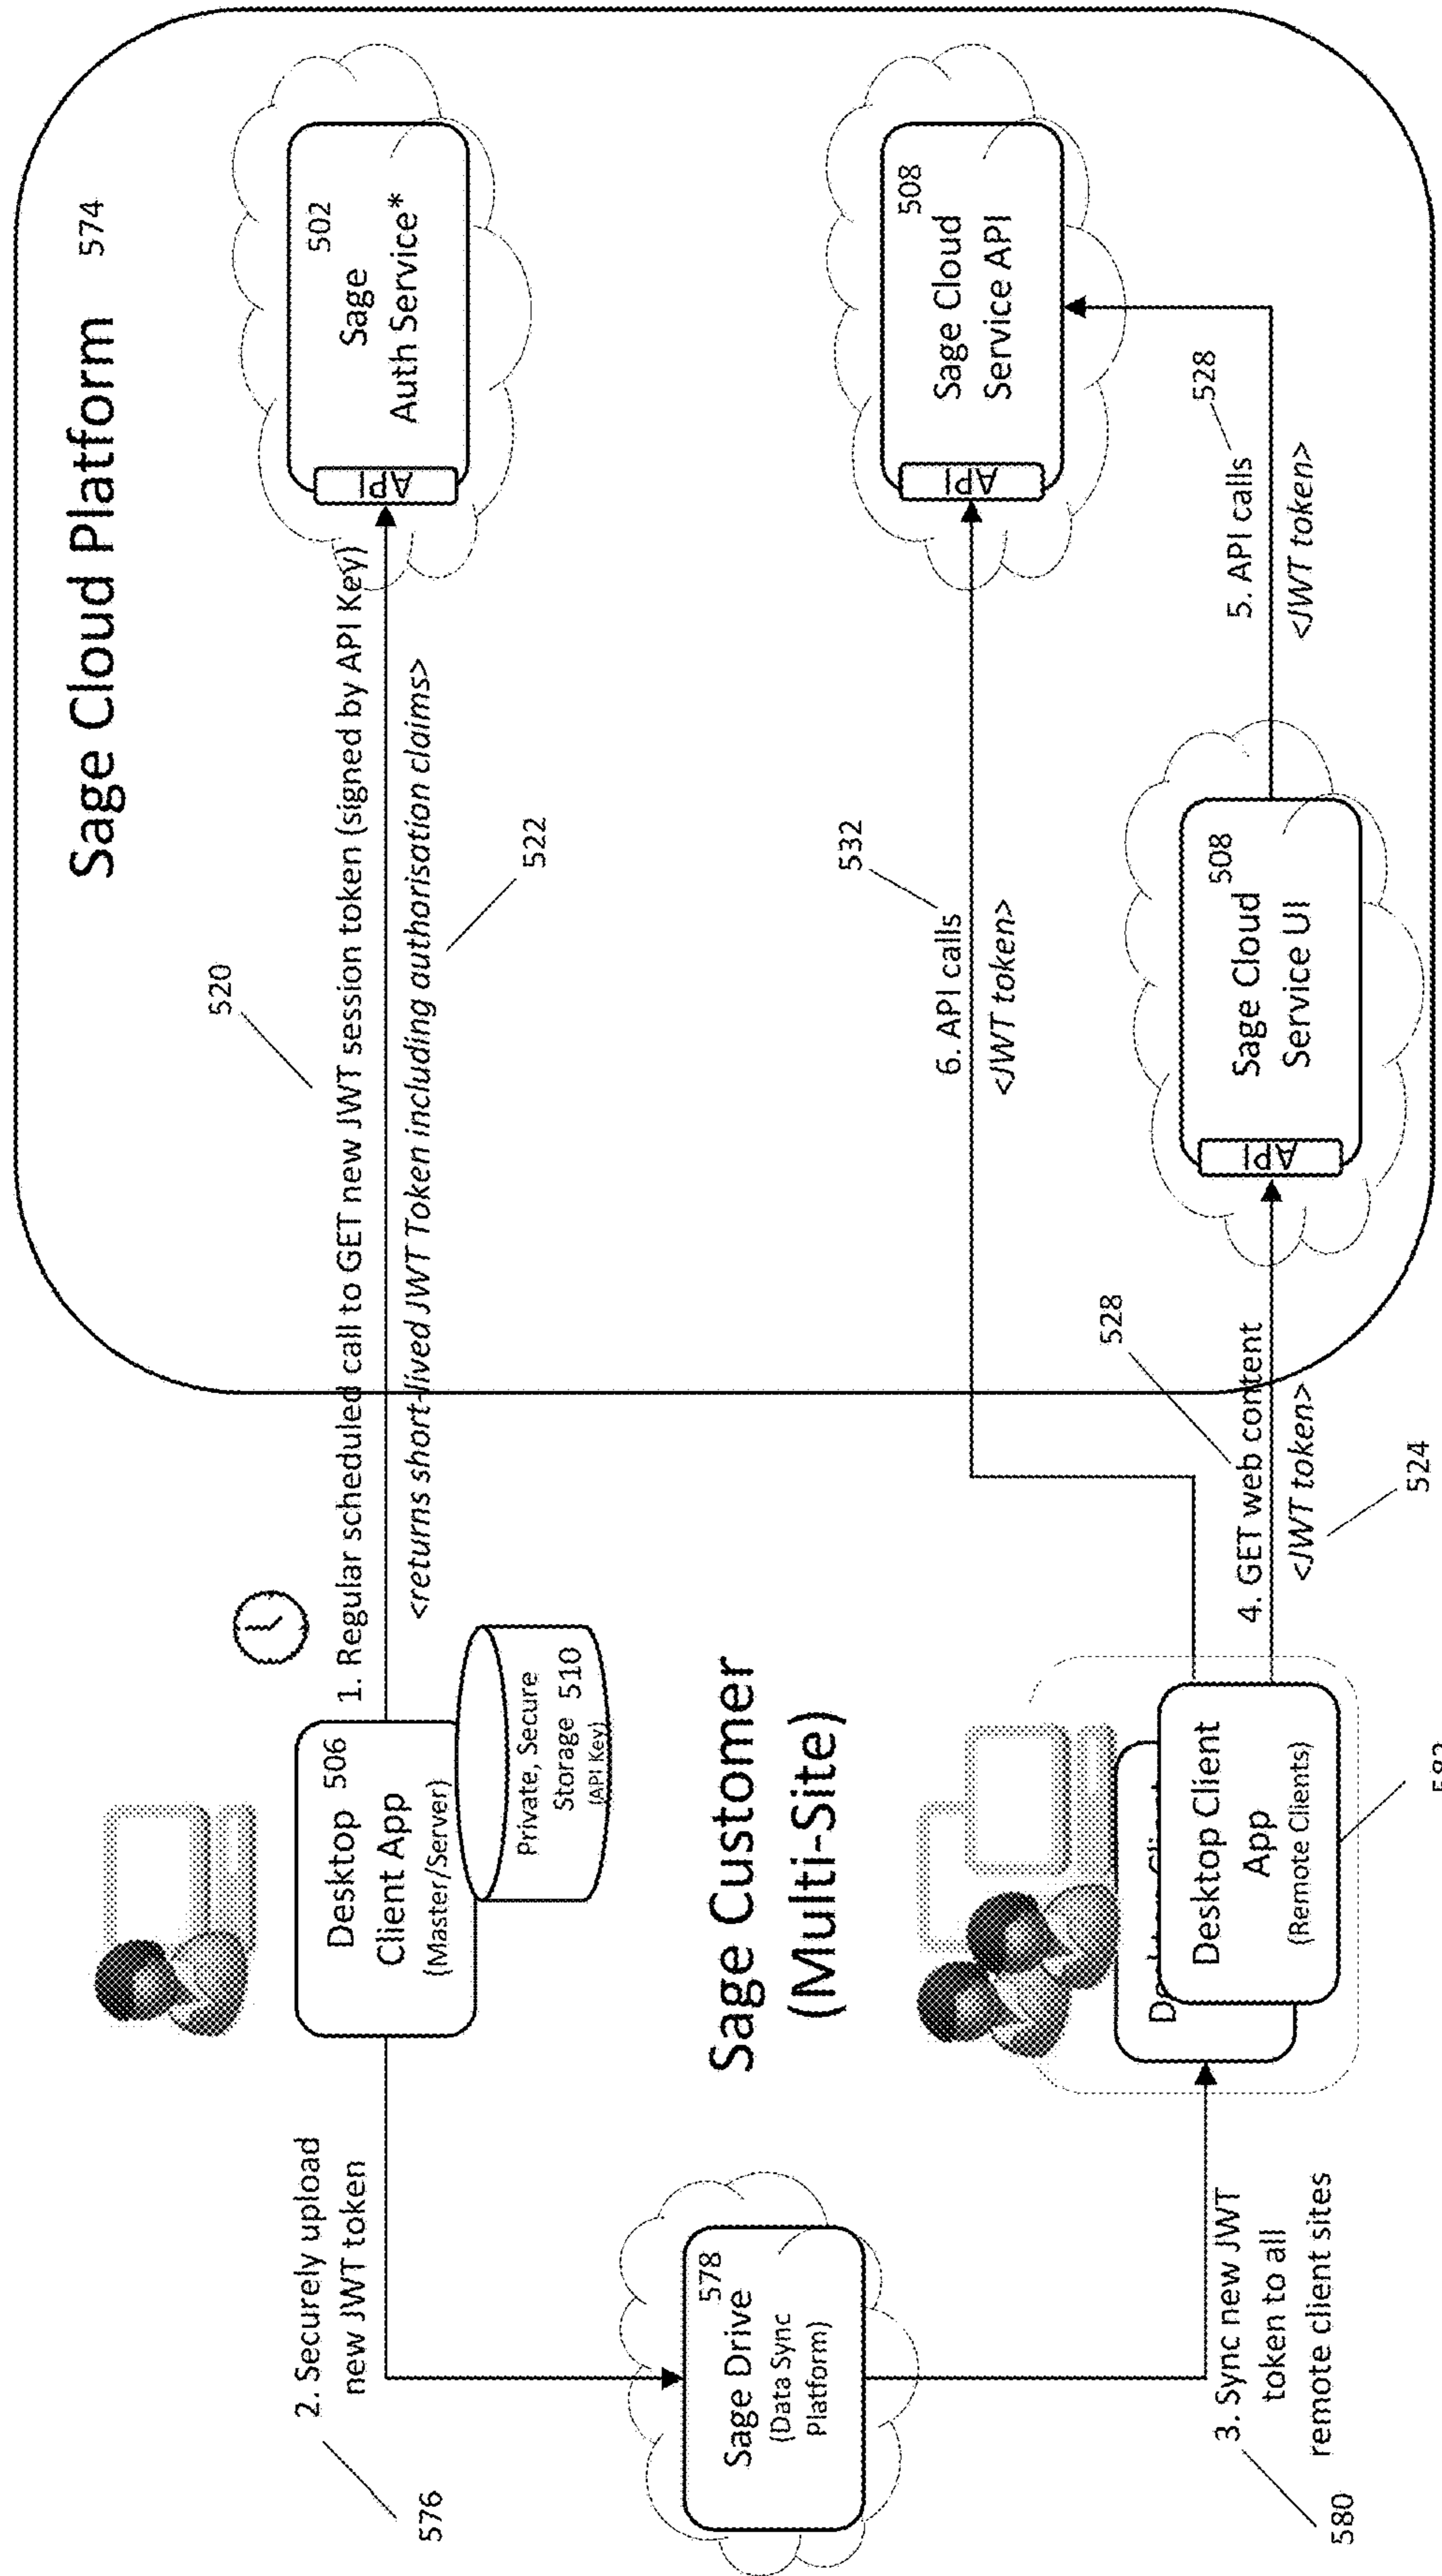 Sage Cloud Platform 574
520
1. Regular scheduled call to GET new JWT session token (signed by API Key)
<returns short-lived JWT Token including authorisation claims>
522
API
502
Sage
Auth Service*
Desktop 506
Client App
(Master/Server)
Private, Secure
Storage 510
(API Key)
2. Securely upload
new JWT token
576
578
Sage Drive
(Data Sync
Platform)
Sage Customer
(Multi-Site)
532
6. API calls
<JWT token>
API
508
Sage Cloud
Service API
3. Sync new JWT
token to all
remote client sites
580
Desktop Client
App
(Remote Clients)
528
4. GET web content
<JWT token>
524
API
508
Sage Cloud
Service UI
528
5. API calls
<JWT token>